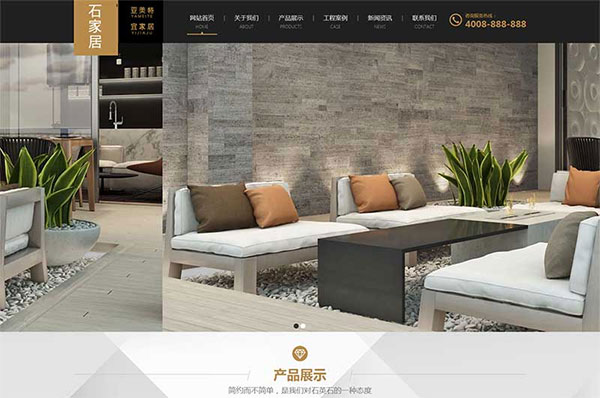 石家居
亚美特
YAMEITE
宜家居
YIJIAJU
网站首页
HOME
关于我们
ABOUT
产品展示
PRODUCTS
工程案例
CASE
新闻资讯
NEWS
联系我们
CONTACT
咨询服务热线：
4008-888-888
产品展示
简约而不简单，是我们对石英石的一种态度